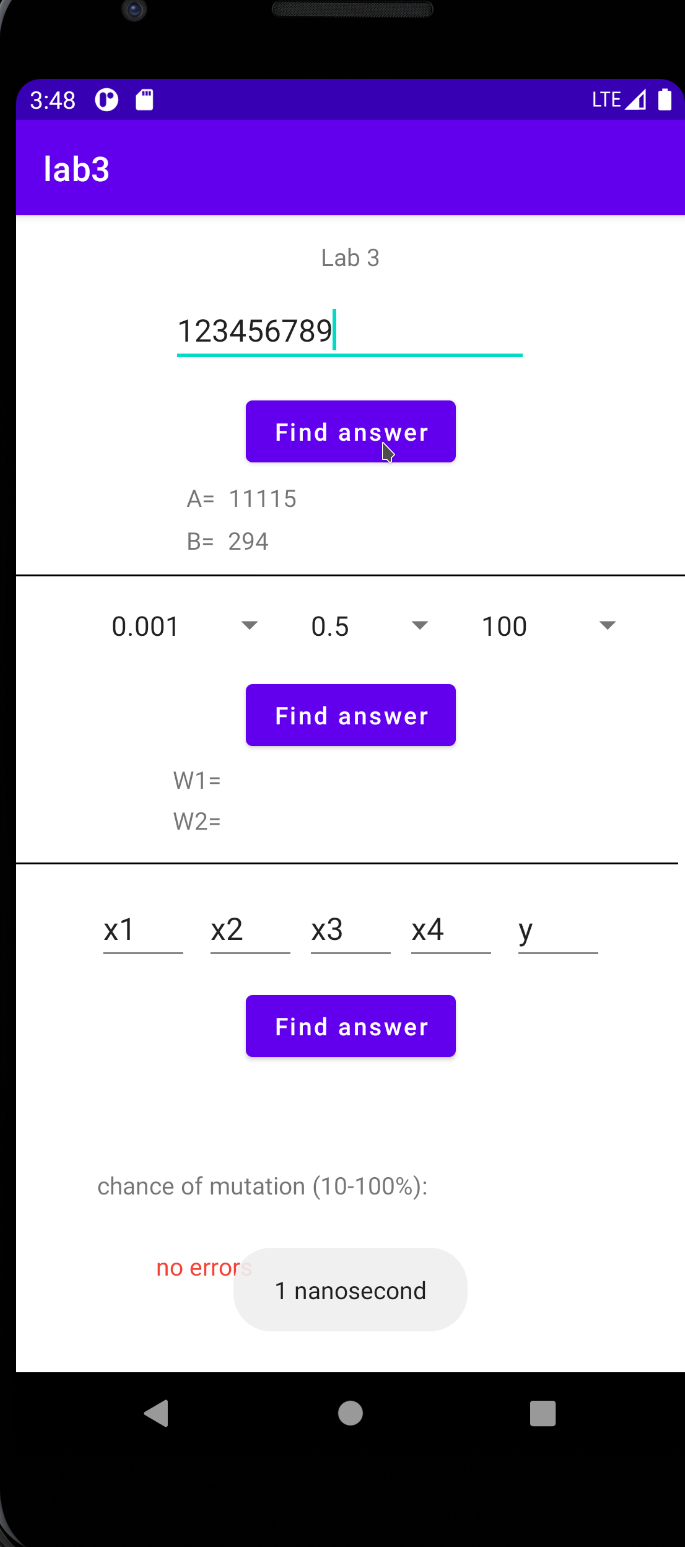 3:48 LTE
lab3
Lab 3
123456789
Find answer
A= 11115
B= 294
0.001 0.5 100
Find answer
W1=
W2=
x1 x2 x3 x4 y
Find answer
chance of mutation (10-100%):
no errors
1 nanosecond